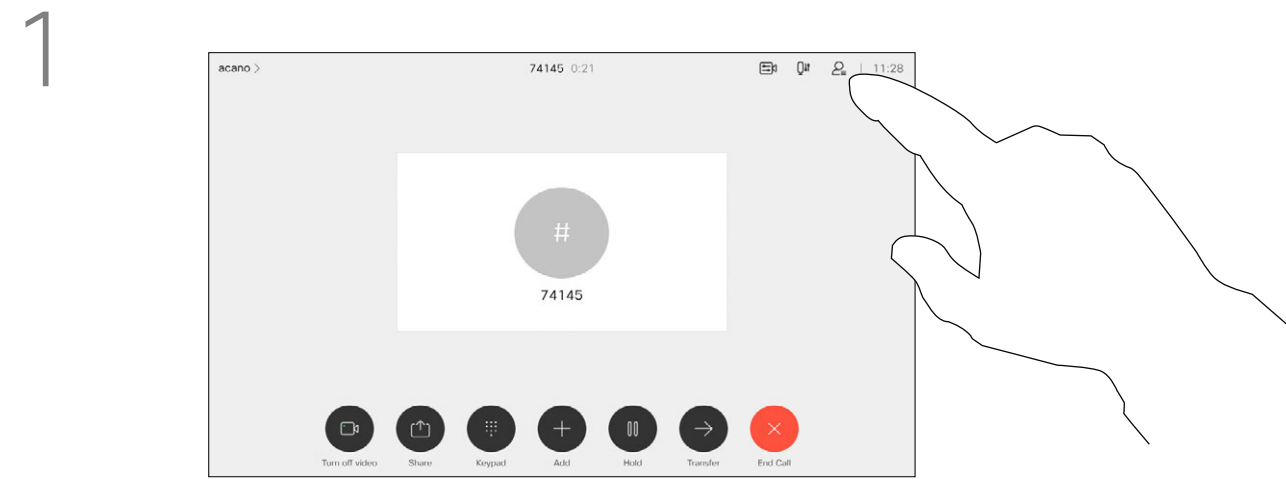 1
acano >
74145 0:21
11:28
#
74145
Turn off video
Share
Keypad
Add
Hold
Transfer
End Call